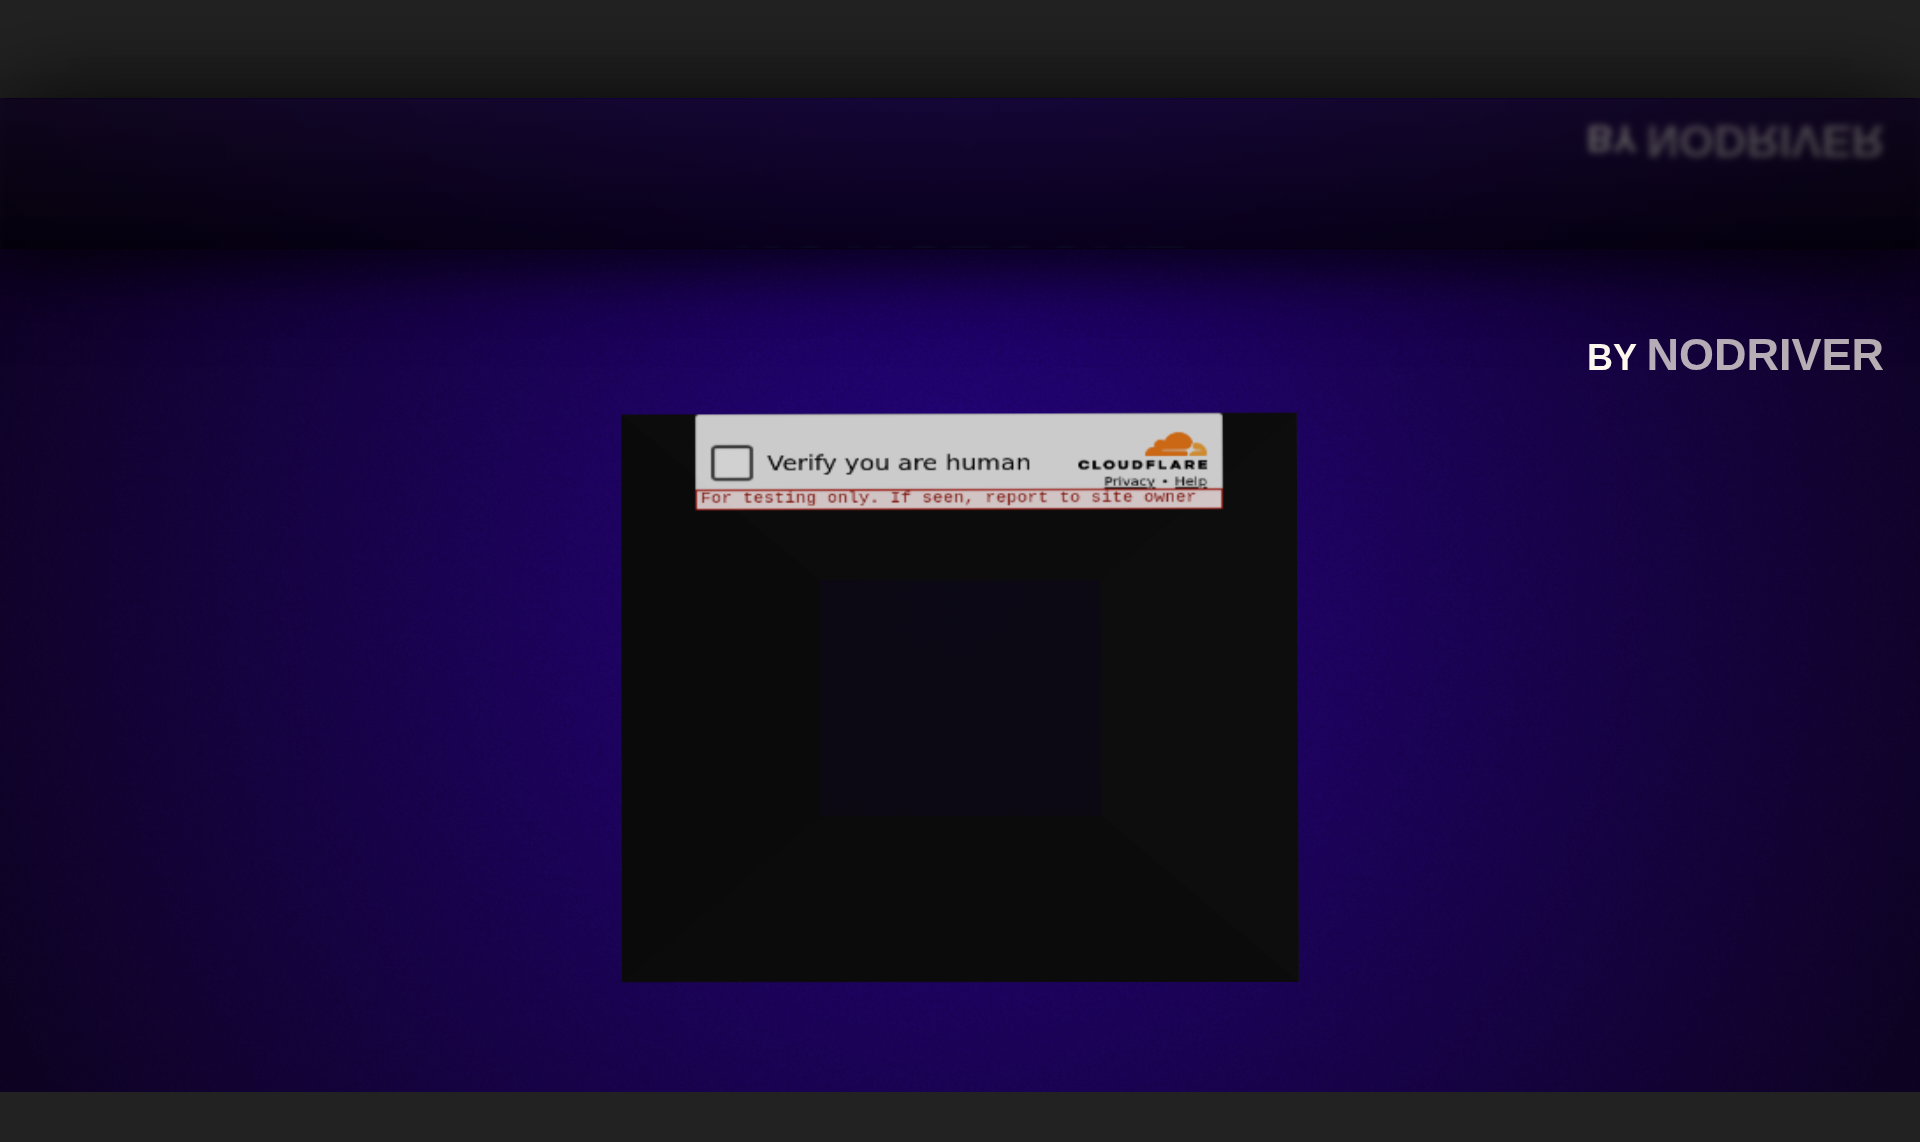 BY NODRIVER
BY NODRIVER
Verify you are human
CLOUDFLARE
Privacy • Help
For testing only. If seen, report to site owner